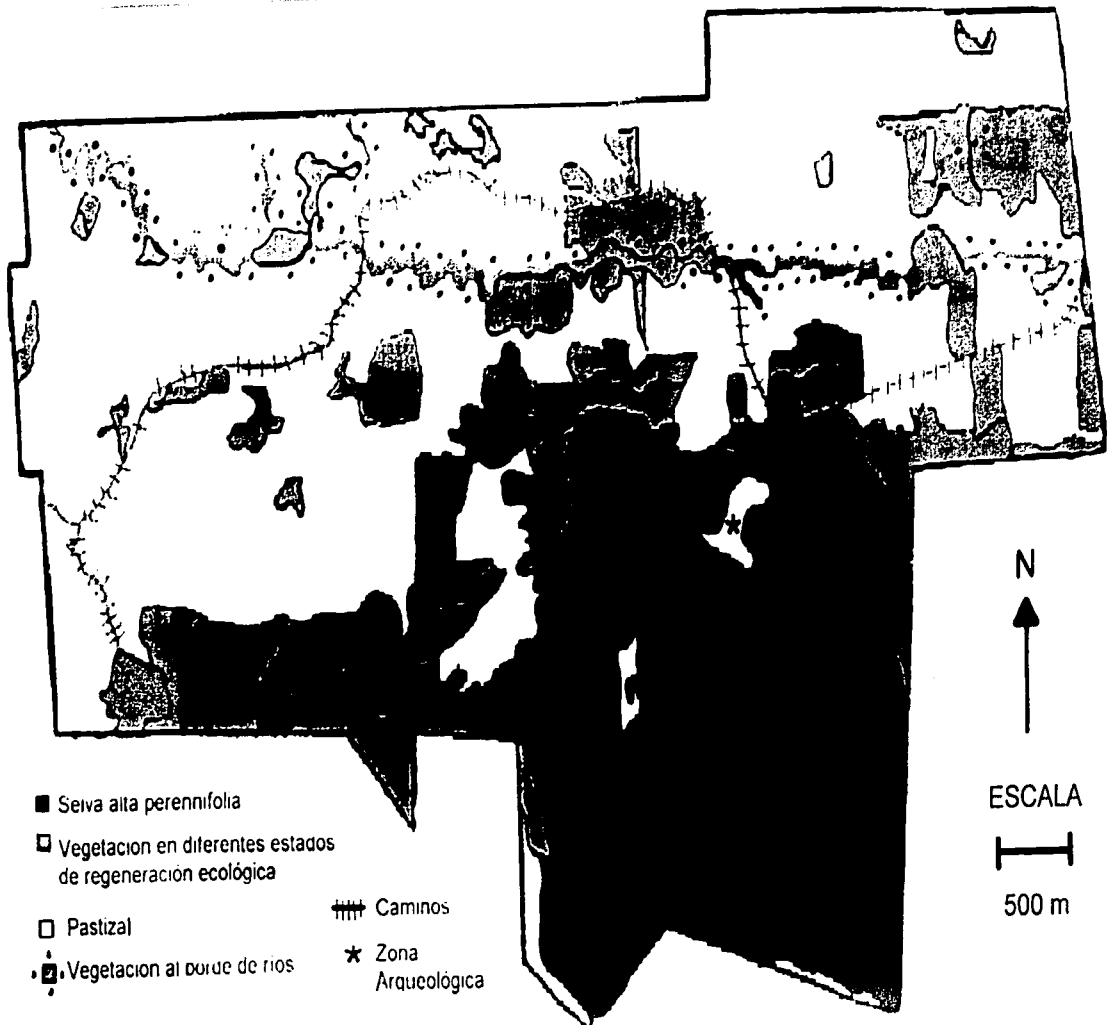 N
ESCALA
500 m
■ Selva alta perennifolia
Vegetacion en diferentes estados
de regeneración ecológica
Pastizal
Vegetacion al borde de rios
Caminos
★ Zona
Arqueológica